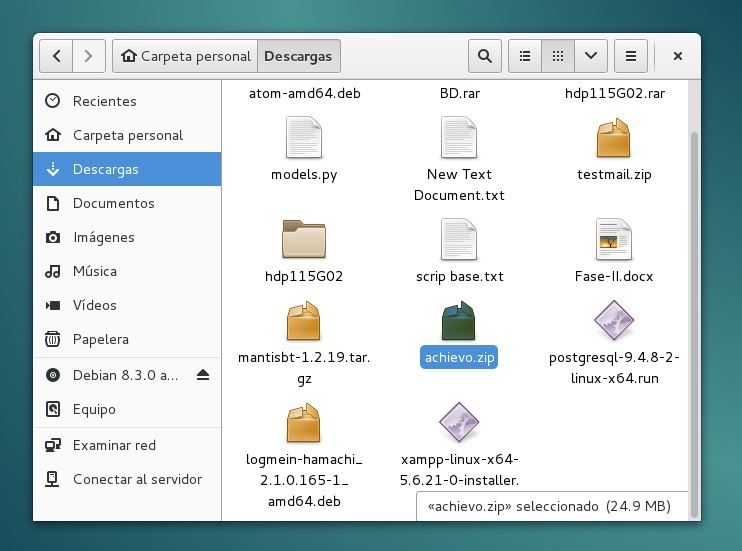 Carpeta personal
Descargas
Recientes
Carpeta personal
Descargas
Documentos
Imágenes
Música
Vídeos
Papelera
Debian 8.3.0 a...
Equipo
Examinar red
Conectar al servidor
atom-amd64.deb
BD.rar
hdp115G02.rar
models.py
New Text
Document.txt
testmail.zip
hdp115G02
scrip base.txt
Fase-II.docx
mantisbt-1.2.19.tar.
gz
achievo.zip
postgresql-9.4.8-2-
linux-x64.run
logmein-hamachi_
2.1.0.165-1_
amd64.deb
xampp-linux-x64-
5.6.21-0-installer.
«achievo.zip» seleccionado (24.9 MB)